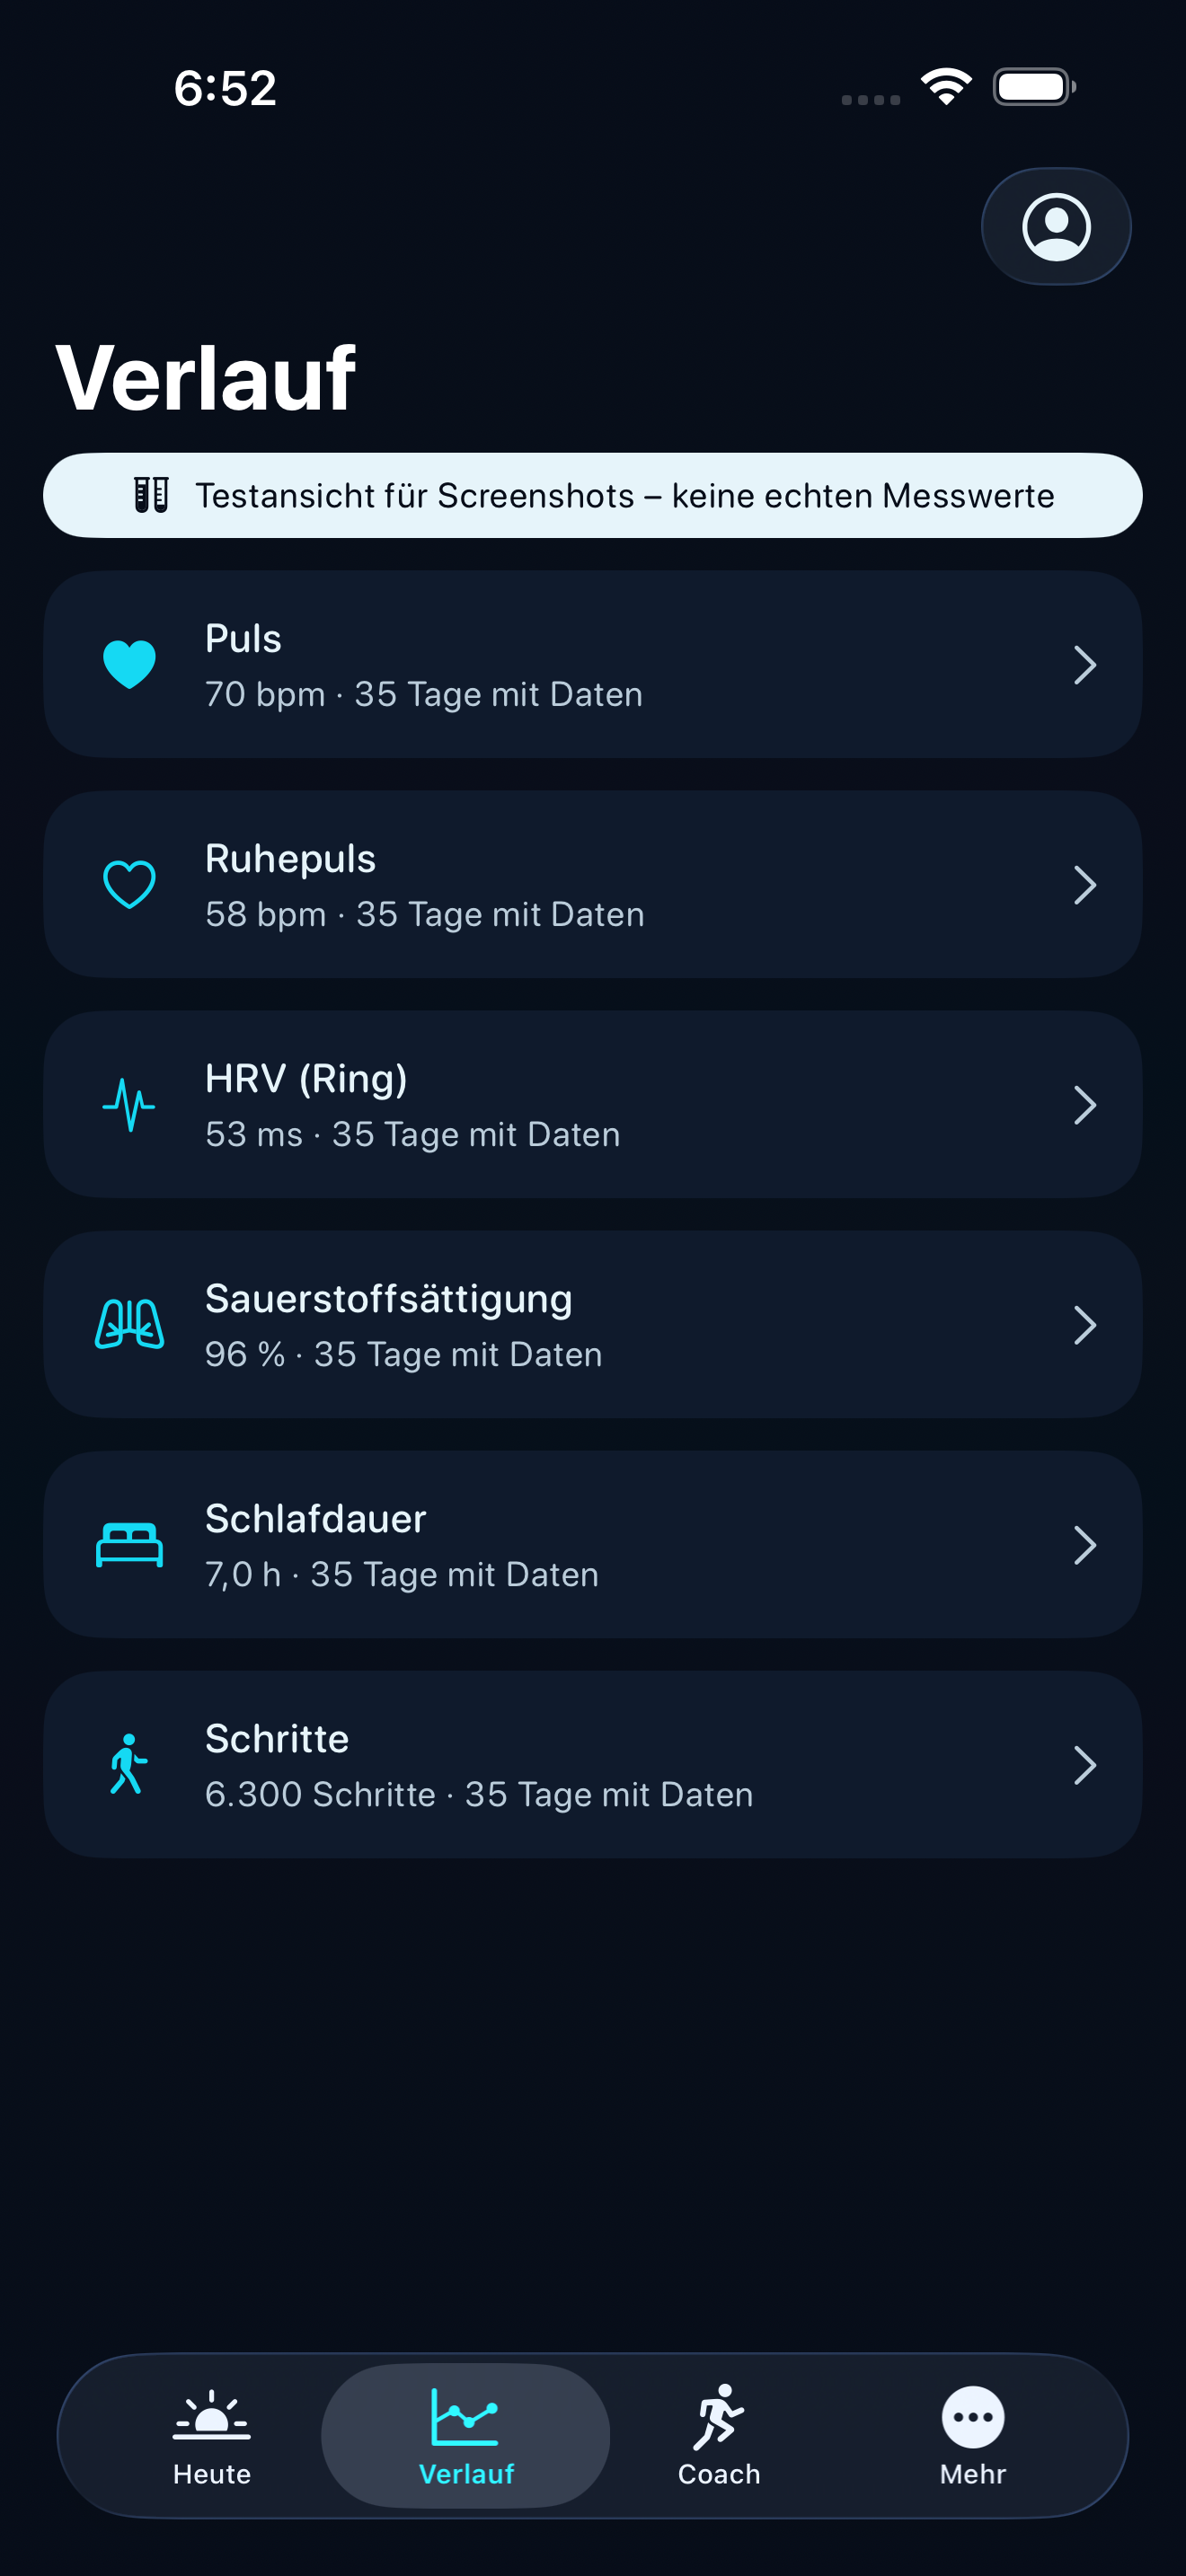 6:52
Verlauf
Testansicht für Screenshots – keine echten Messwerte
Puls
70 bpm · 35 Tage mit Daten
Ruhepuls
58 bpm · 35 Tage mit Daten
HRV (Ring)
53 ms · 35 Tage mit Daten
Sauerstoffsättigung
96 % · 35 Tage mit Daten
Schlafdauer
7,0 h · 35 Tage mit Daten
Schritte
6.300 Schritte · 35 Tage mit Daten
Heute Verlauf Coach Mehr